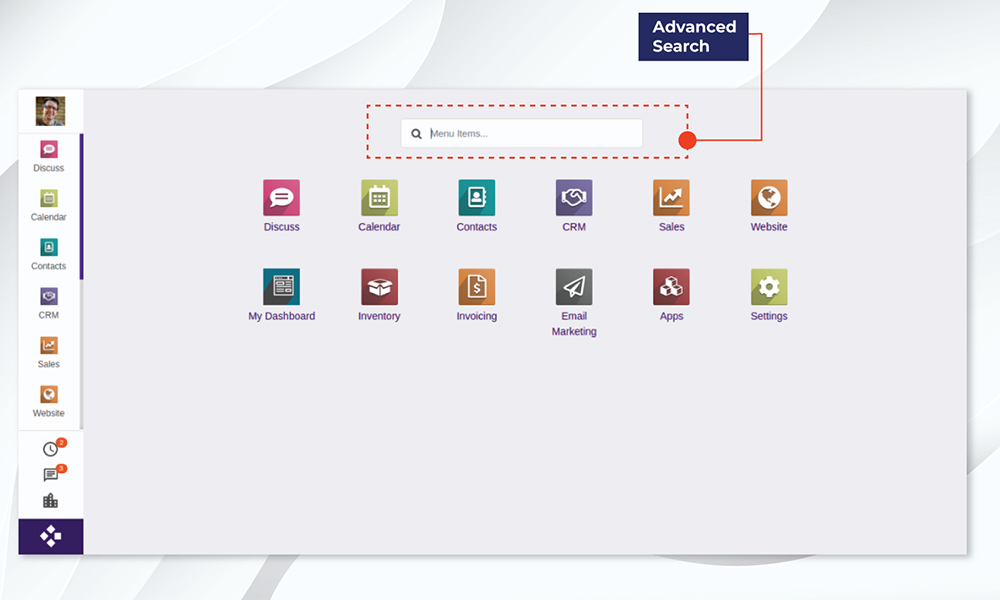 Advanced
Search
Menu Items...
Discuss
Calendar
Contacts
CRM
Sales
Website
2
3
Discuss
Calendar
Contacts
CRM
Sales
Website
My Dashboard
Inventory
Invoicing
Email
Marketing
Apps
Settings